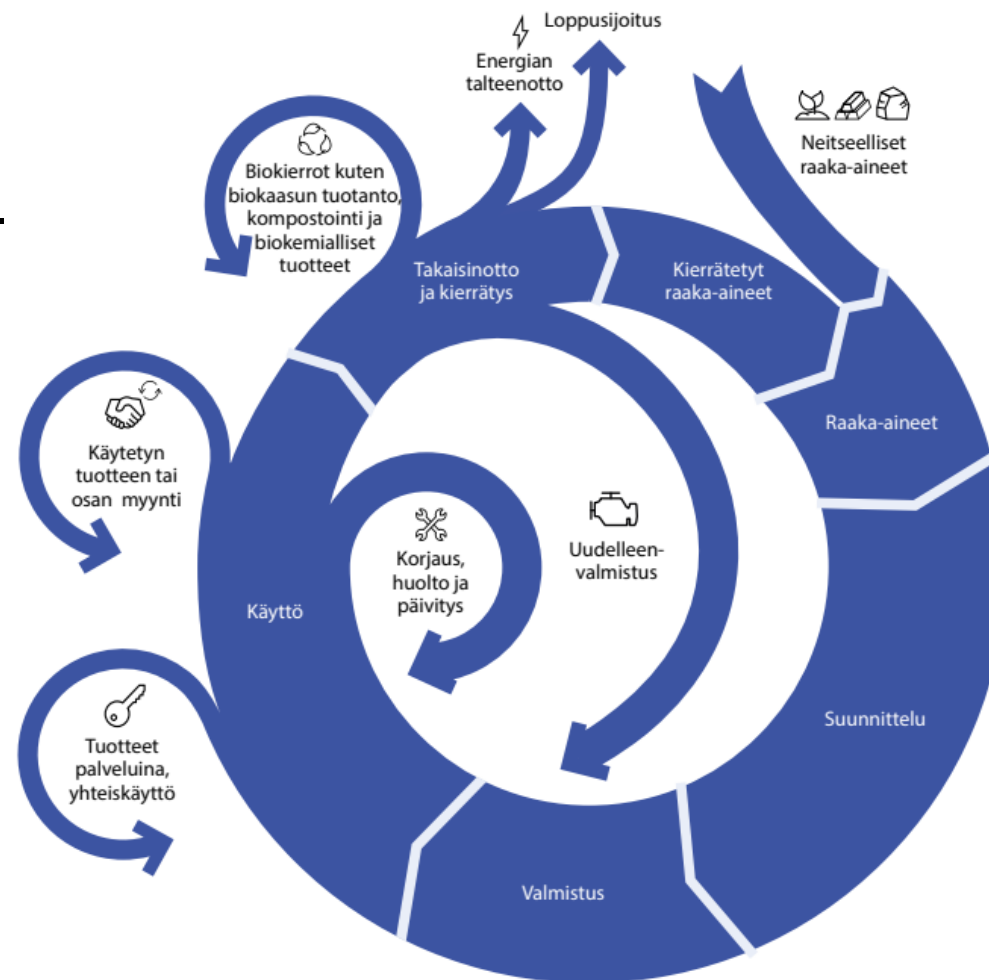 Loppusijoitus
Energian
talteenotto
Neitseelliset
raaka-aineet
Biokierrot kuten
biokaasun tuotanto,
kompostointi ja
biokemialliset
tuotteet
Takaisinotto
ja kierrätys
Kierrätetyt
raaka-aineet
Raaka-aineet
Käytetyn
tuotteen tai
osan myynti
Korjaus,
huolto ja
päivitys
Uudelleen-
valmistus
Käyttö
Suunnittelu
Tuotteet
palveluina,
yhteiskäyttö
Valmistus